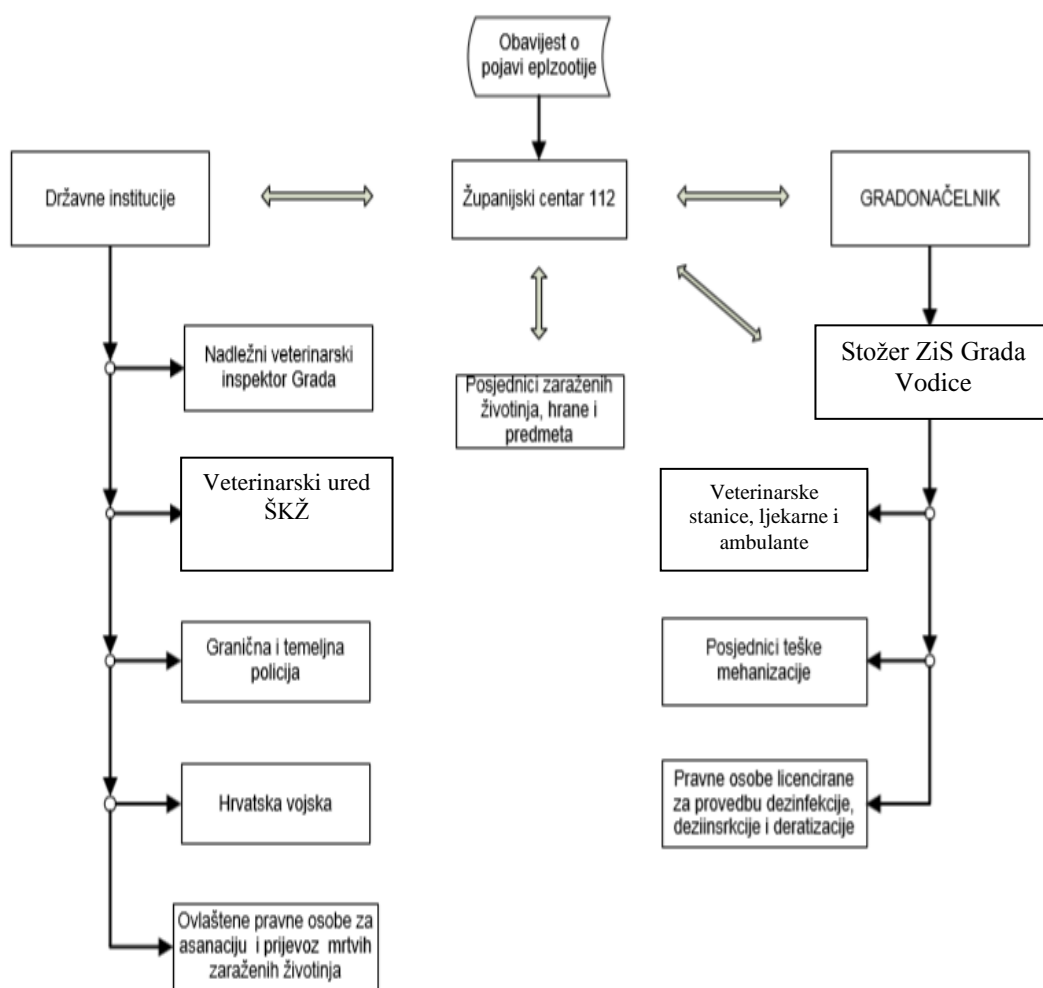 Obavijest o
pojavi eplzootije
Državne institucije
Županijski centar 112
GRADONAČELNIK
Nadležni veterinarski
inspektor Grada
Posjednici zaraženih
životinja, hrane i
predmeta
Stožer ZiS Grada
Vodice
Veterinarski ured
ŠKŽ
Veterinarske
stanice, ljekarne i
ambulante
Granična i temeljna
policija
Posjednici teške
mehanizacije
Hrvatska vojska
Pravne osobe licencirane
za provedbu dezinfekcije,
deziinsrkcije i deratizacije
Ovlaštene pravne osobe za
asanaciju i prijevoz mrtvih
zaraženih životinja